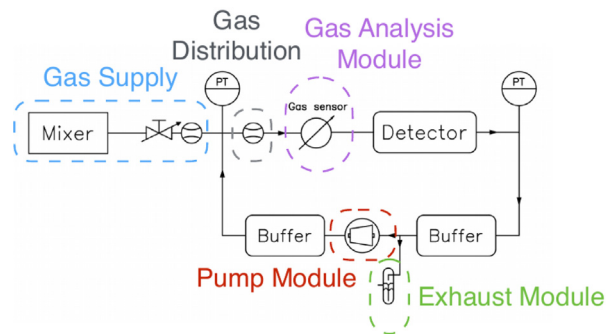 Gas
Distribution
Gas Analysis
Module
Gas Supply
PT
PT
Gas sensor
Mixer
Detector
Buffer
Buffer
Pump Module
Exhaust Module